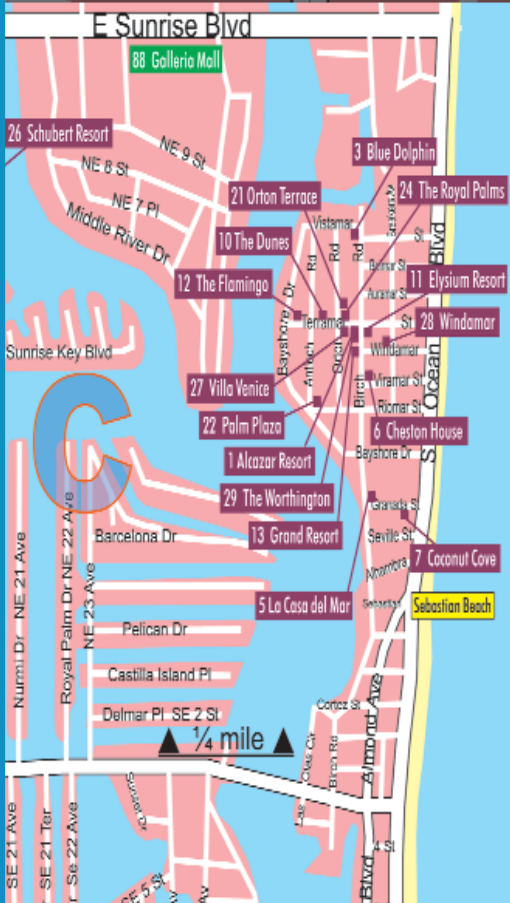 E Sunrise Blvd
88 Galleria Mall
26 Schubert Resort
NE 9 St
NE 8 St
NE 7 Pl
Middle River Dr
3 Blue Dolphin
21 Orton Terrace
24 The Royal Palms
Vistamar
St
10 The Dunes
Rd
Rd
Rd
Belmar St
12 The Flamingo
11 Elysium Resort
Auramar St
Terramar
St
28 Windamar
Sunrise Key Blvd
Windamar
Bayshore Dr
Antioch
Orton
Birch
Viramar St
27 Villa Venice
Riomar St
S Ocean Blvd
22 Palm Plaza
6 Cheston House
C
1 Alcazar Resort
Bayshore Dr
29 The Worthington
Granada St
13 Grand Resort
Seville St
Barcelona Dr
7 Coconut Cove
Alhambra
5 La Casa del Mar
Sebastian
Sebastian Beach
Nurmi Dr NE 21 Ave
Royal Palm Dr NE 22 Ave
NE 23 Ave
Pelican Dr
Castilla Island Pl
Cortez St
Delmar Pl SE 2 St
¼ mile
Birch Rd
Almond Ave
Sunset Dr
SE 21 Ave
SE 21 Ter
Se 22 Ave
4 St
Blvd
SE 5 St